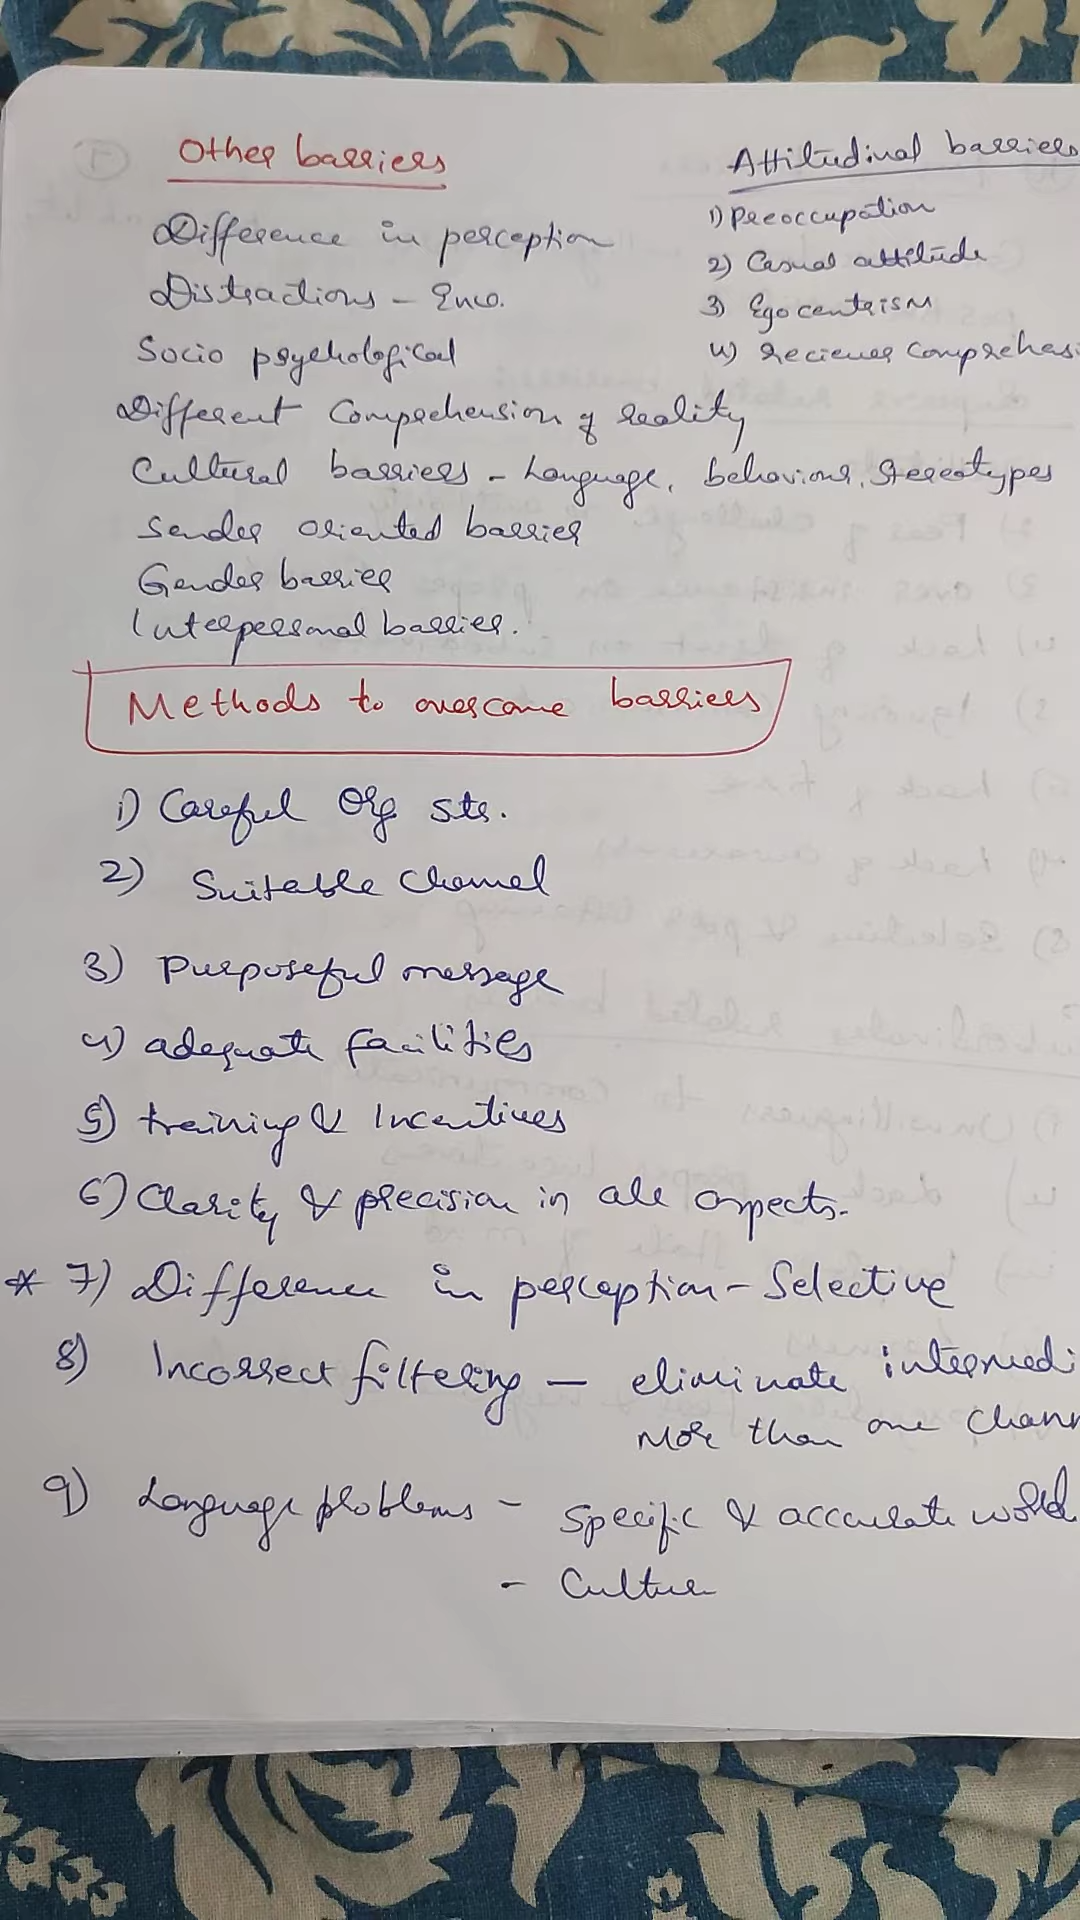 Other barriers
Difference in perception
Distractions - Enco.
Socio psychological
Different Comprehension of reality
Cultural barriers - Language, behaviour, Stereotypes
Sender oriented barrier
Gender barrier
Interpersonal barrier.
Attitudinal barriers
1) Preoccupation
2) Casual attitude
3) Egocentrism
4) reciever Comprehesi
Methods to overcome barriers
1) Careful Org str.
2) Suitable Channel
3) Purposeful message
4) adequate facilities
5) training & Incentives
6) Clarity & precision in all aspects.
* 7) Difference in perception - Selective
8) Incorrect filtering - eliminate intermedi
More than one Chann
9) Language problems - Specific & accurate word
- Culture